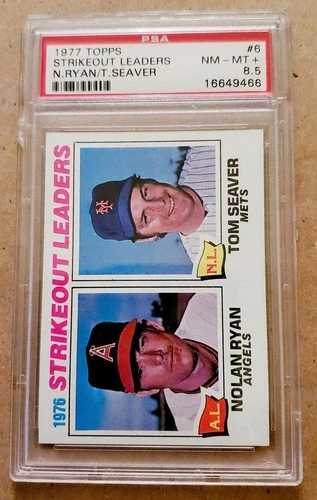 PSA
1977 TOPPS #6
STRIKEOUT LEADERS NM - MT +
N.RYAN/T.SEAVER 8.5
16649466
1976 STRIKEOUT LEADERS
A
A.L.
NOLAN RYAN
ANGELS
NY
N.L.
TOM SEAVER
METS